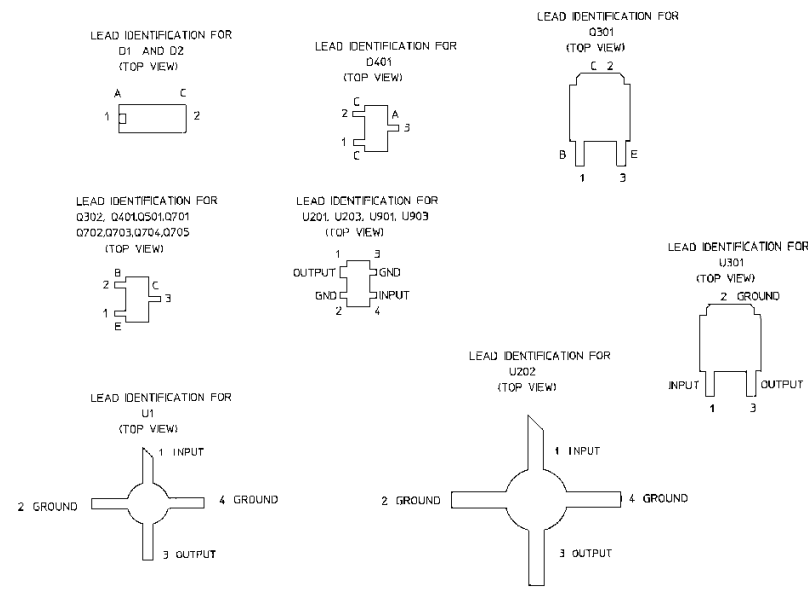 LEAD IDENTIFICATION FOR
D1 AND D2
(TOP VIEW)
A C
1 2
LEAD IDENTIFICATION FOR
D401
(TOP VIEW)
C
2 A
3
1
C
LEAD IDENTIFICATION FOR
Q301
(TOP VIEW)
C 2
B E
1 3
LEAD IDENTIFICATION FOR
Q302, Q401,Q501,Q701
Q702,Q703,Q704,Q705
(TOP VIEW)
B
2 C
3
1
E
LEAD IDENTIFICATION FOR
U201, U203, U901, U903
(TOP VIEW)
1 3
OUTPUT GND
GND INPUT
2 4
LEAD IDENTIFICATION FOR
U301
(TOP VIEW)
2 GROUND
INPUT OUTPUT
1 3
LEAD IDENTIFICATION FOR
U1
(TOP VIEW)
1 INPUT
2 GROUND 4 GROUND
3 OUTPUT
LEAD IDENTIFICATION FOR
U202
(TOP VIEW)
1 INPUT
2 GROUND 4 GROUND
3 OUTPUT